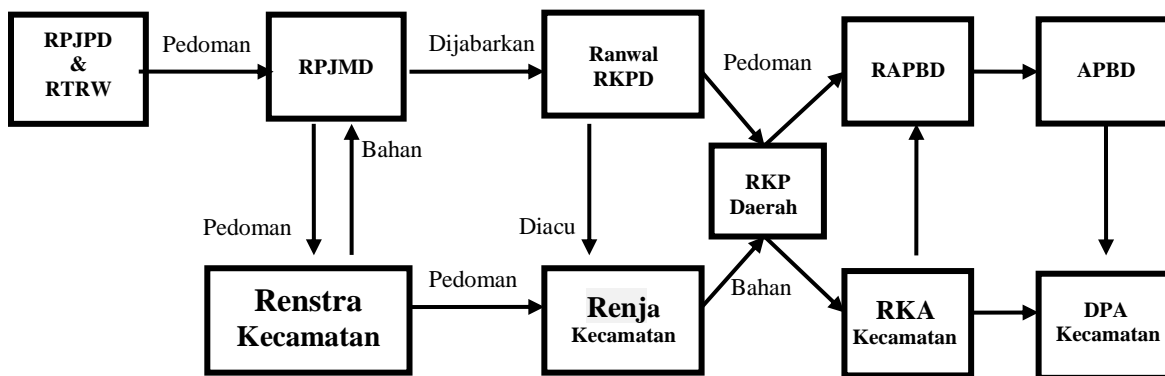 RPJPD
&
RTRW
Pedoman
RPJMD
Dijabarkan
Ranwal
RKPD
Pedoman
RAPBD
APBD
Bahan
RKP
Daerah
Pedoman
Diacu
Renstra
Kecamatan
Pedoman
Renja
Kecamatan
Bahan
RKA
Kecamatan
DPA
Kecamatan